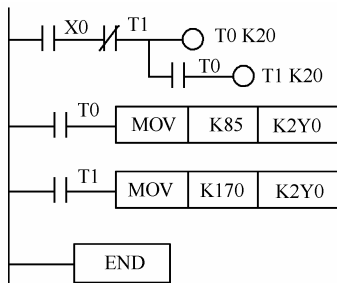 X0 T1 T0 K20
T0 T1 K20
T0 MOV K85 K2Y0
T1 MOV K170 K2Y0
END